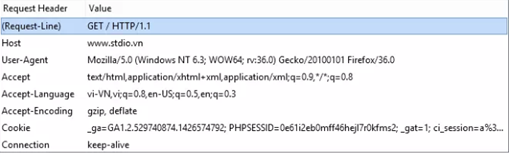 Request Header Value
(Request-Line) GET / HTTP/1.1
Host www.stdio.vn
User-Agent Mozilla/5.0 (Windows NT 6.3; WOW64; rv:36.0) Gecko/20100101 Firefox/36.0
Accept text/html,application/xhtml+xml,application/xml;q=0.9,*/*;q=0.8
Accept-Language vi-VN,vi;q=0.8,en-US;q=0.5,en;q=0.3
Accept-Encoding gzip, deflate
Cookie _ga=GA1.2.529740874.1426574792; PHPSESSID=0e61i2eb0mff46hejl7r0kfms2; _gat=1; ci_session=a%3...
Connection keep-alive